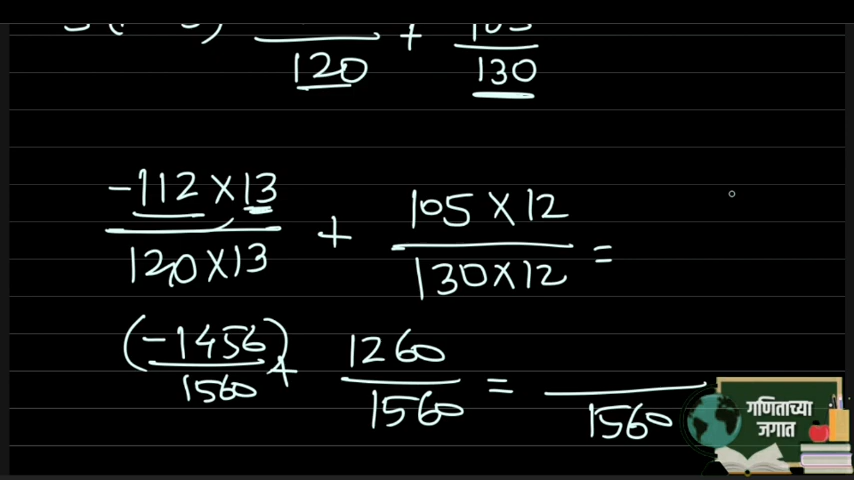 120 + 130
-112 × 13 / 120 × 13 + 105 × 12 / 130 × 12 =
(-1456 / 1560) + 1260 / 1560 = / 1560
गणिताच्या
जगात